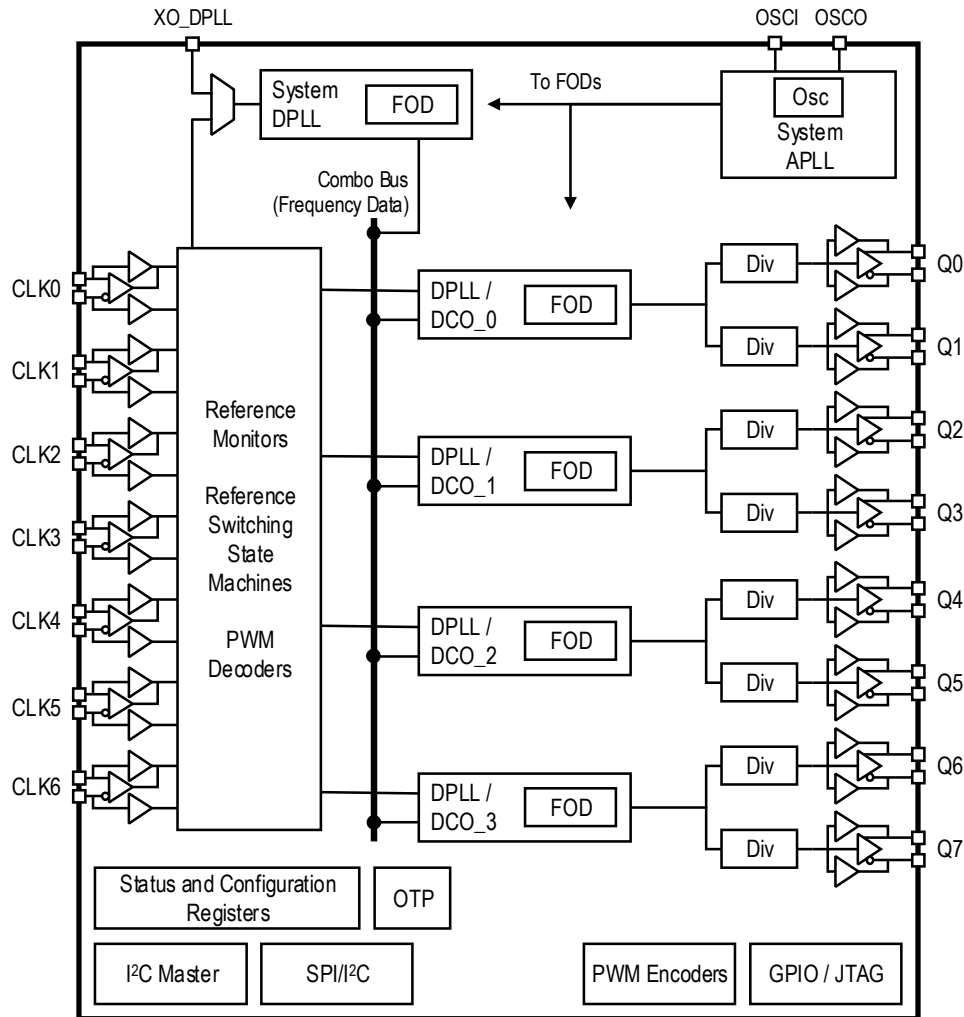 XO_DPLL
OSCI
OSCO
System
DPLL
FOD
To FODs
Osc
System
APLL
Combo Bus
(Frequency Data)
CLK0
CLK1
CLK2
CLK3
CLK4
CLK5
CLK6
Reference
Monitors
Reference
Switching
State
Machines
PWM
Decoders
DPLL /
DCO_0
FOD
DPLL /
DCO_1
FOD
DPLL /
DCO_2
FOD
DPLL /
DCO_3
FOD
Div
Q0
Div
Q1
Div
Q2
Div
Q3
Div
Q4
Div
Q5
Div
Q6
Div
Q7
Status and Configuration
Registers
OTP
I²C Master
SPI/I²C
PWM Encoders
GPIO / JTAG